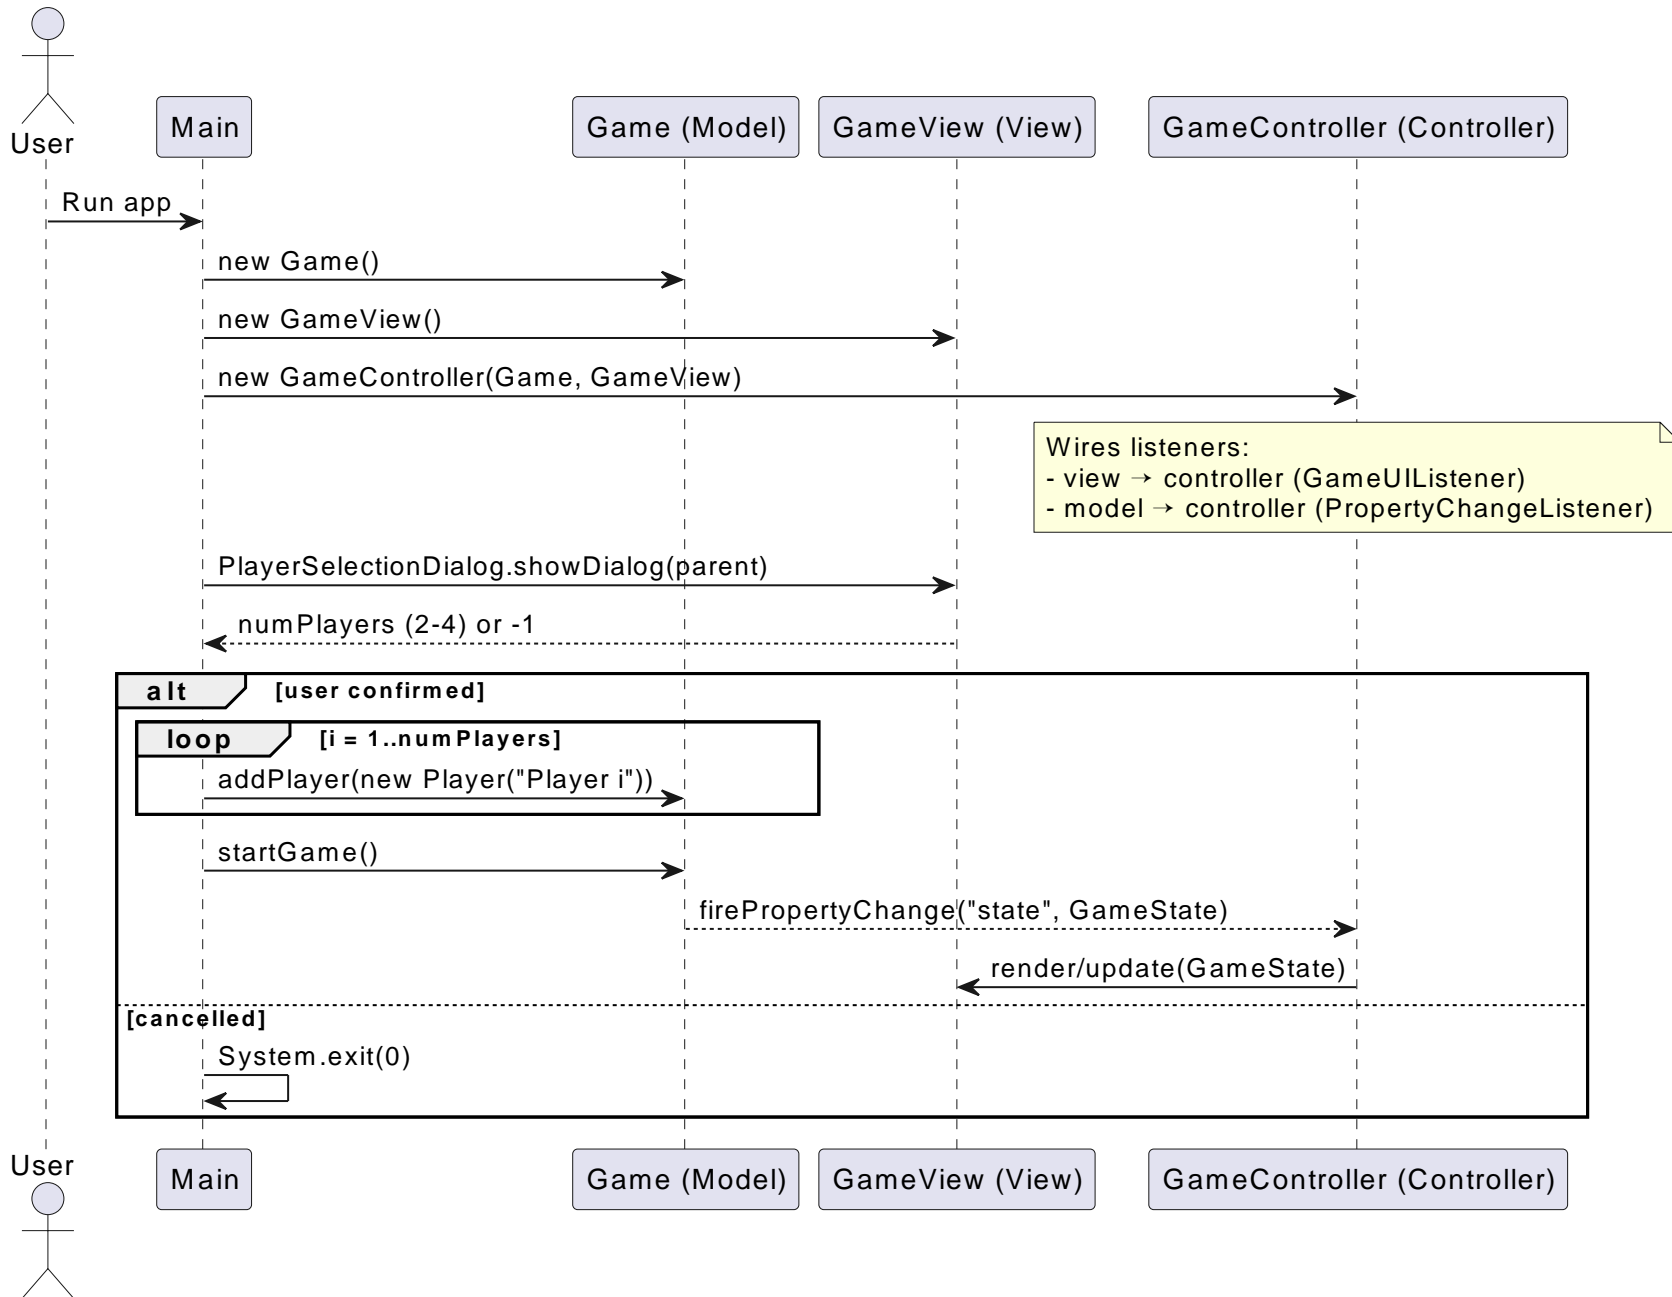 User
Main
Game (Model)
GameView (View)
GameController (Controller)
Run app
new Game()
new GameView()
new GameController(Game, GameView)
Wires listeners:
- view → controller (GameUIListener)
- model → controller (PropertyChangeListener)
PlayerSelectionDialog.showDialog(parent)
numPlayers (2-4) or -1
alt [user confirmed]
loop [i = 1..numPlayers]
addPlayer(new Player("Player i"))
startGame()
firePropertyChange("state", GameState)
render/update(GameState)
[cancelled]
System.exit(0)
User
Main
Game (Model)
GameView (View)
GameController (Controller)